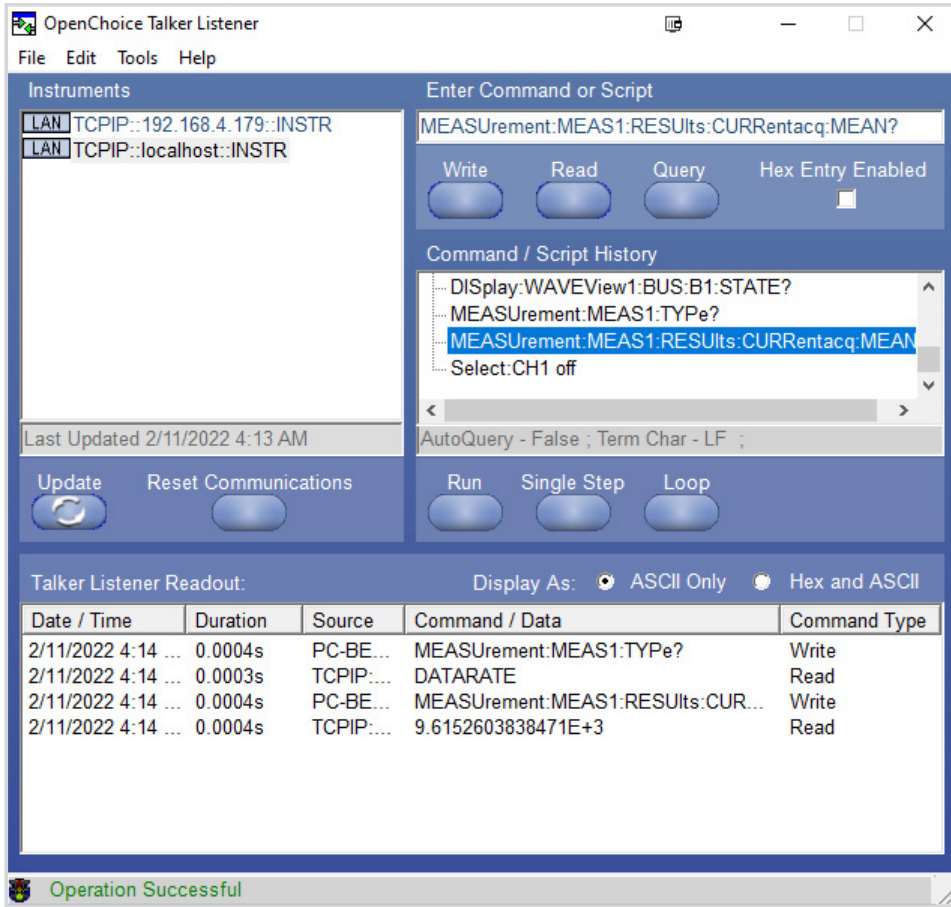 OpenChoice Talker Listener
File Edit Tools Help
Instruments
LAN TCPIP::192.168.4.179::INSTR
LAN TCPIP::localhost::INSTR
Last Updated 2/11/2022 4:13 AM
Update Reset Communications
Enter Command or Script
MEASUrement:MEAS1:RESUlts:CURRentacq:MEAN?
Write Read Query Hex Entry Enabled
Command / Script History
DISplay:WAVEView1:BUS:B1:STATE?
MEASUrement:MEAS1:TYPe?
MEASUrement:MEAS1:RESUlts:CURRentacq:MEAN
Select:CH1 off
AutoQuery - False ; Term Char - LF ;
Run Single Step Loop
Talker Listener Readout: Display As: ASCII Only Hex and ASCII
Date / Time Duration Source Command / Data Command Type
2/11/2022 4:14 ... 0.0004s PC-BE... MEASUrement:MEAS1:TYPe? Write
2/11/2022 4:14 ... 0.0003s TCPIP:... DATARATE Read
2/11/2022 4:14 ... 0.0004s PC-BE... MEASUrement:MEAS1:RESUlts:CUR... Write
2/11/2022 4:14 ... 0.0004s TCPIP:... 9.6152603838471E+3 Read
Operation Successful